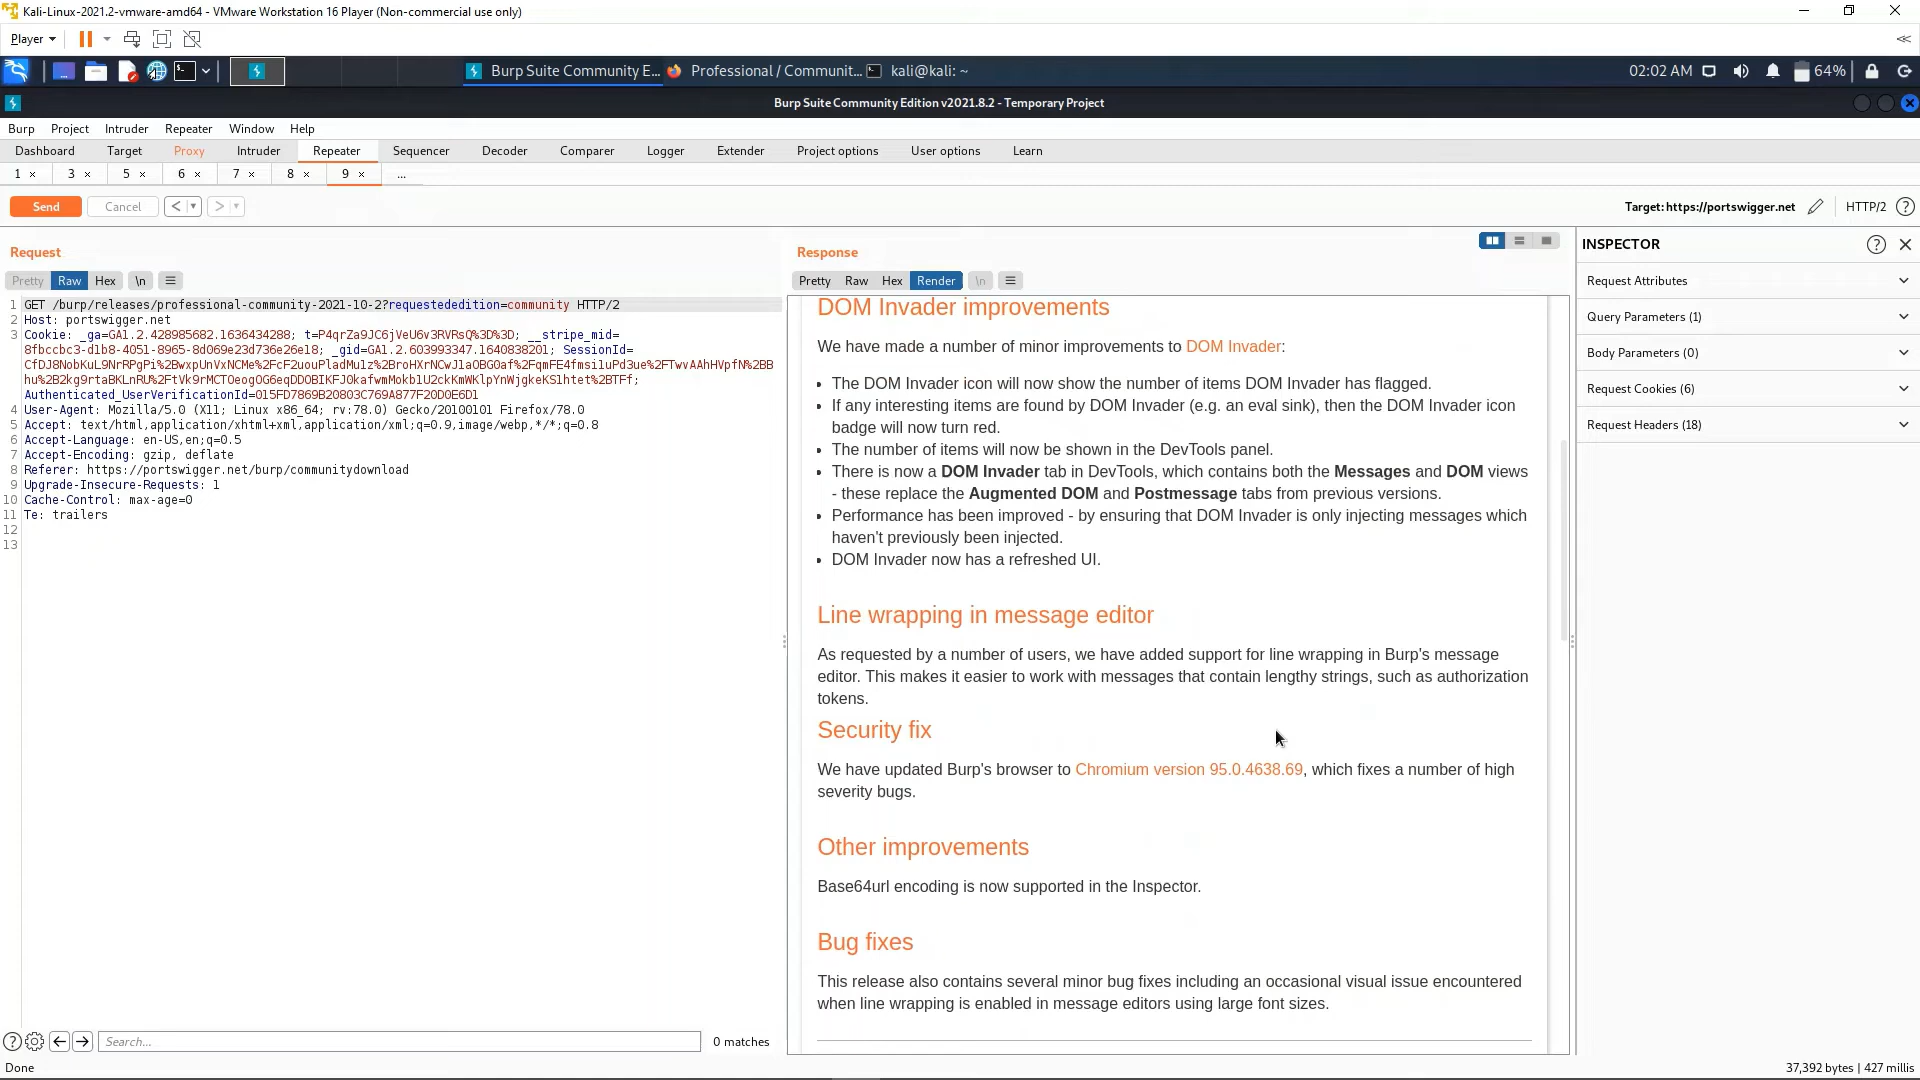 Kali-Linux-2021.2-vmware-amd64 - VMware Workstation 16 Player (Non-commercial use only)
Player
Burp Suite Community E...
Professional / Communit...
kali@kali: ~
02:02 AM
64%
Burp Suite Community Edition v2021.8.2 - Temporary Project
Burp Project Intruder Repeater Window Help
Dashboard Target Proxy Intruder Repeater Sequencer Decoder Comparer Logger Extender Project options User options Learn
1 × 3 × 5 × 6 × 7 × 8 × 9 × ...
Send Cancel < >
Target: https://portswigger.net
HTTP/2
Request
Pretty Raw Hex \n
1 GET /burp/releases/professional-community-2021-10-2?requestededition=community HTTP/2
2 Host: portswigger.net
3 Cookie: _ga=GA1.2.428985682.1636434288; t=P4qrZa9JC6jVeU6v3RVRsQ%3D%3D; __stripe_mid=
8fbccbc3-d1b8-4051-8965-8d069e23d736e26e18; _gid=GA1.2.603993347.1640838201; SessionId=
CfDJ8NobKuL9NrRPgPi%2BwxpUnVxNCMe%2FcF2uouPladMu1z%2BroHXrNCwJ1aOBG0af%2FqmFE4fmsiluPd3ue%2FTwvAAhHVpfN%2BB
hu%2B2kg9rtaBKLnRU%2FtVk9rMCTOeogOG6eqDDOBIKFJ0kafwmMokblU2ckKmWKlpYnWjgkeKS1htet%2BTFf;
Authenticated_UserVerificationId=015FD7869B20803C769A877F20D0E6D1
4 User-Agent: Mozilla/5.0 (X11; Linux x86_64; rv:78.0) Gecko/20100101 Firefox/78.0
5 Accept: text/html,application/xhtml+xml,application/xml;q=0.9,image/webp,*/*;q=0.8
6 Accept-Language: en-US,en;q=0.5
7 Accept-Encoding: gzip, deflate
8 Referer: https://portswigger.net/burp/communitydownload
9 Upgrade-Insecure-Requests: 1
10 Cache-Control: max-age=0
11 Te: trailers
12
13
Search...
0 matches
Response
Pretty Raw Hex Render \n
DOM Invader improvements
We have made a number of minor improvements to DOM Invader:
• The DOM Invader icon will now show the number of items DOM Invader has flagged.
• If any interesting items are found by DOM Invader (e.g. an eval sink), then the DOM Invader icon
badge will now turn red.
• The number of items will now be shown in the DevTools panel.
• There is now a DOM Invader tab in DevTools, which contains both the Messages and DOM views
- these replace the Augmented DOM and Postmessage tabs from previous versions.
• Performance has been improved - by ensuring that DOM Invader is only injecting messages which
haven't previously been injected.
• DOM Invader now has a refreshed UI.
Line wrapping in message editor
As requested by a number of users, we have added support for line wrapping in Burp's message
editor. This makes it easier to work with messages that contain lengthy strings, such as authorization
tokens.
Security fix
We have updated Burp's browser to Chromium version 95.0.4638.69, which fixes a number of high
severity bugs.
Other improvements
Base64url encoding is now supported in the Inspector.
Bug fixes
This release also contains several minor bug fixes including an occasional visual issue encountered
when line wrapping is enabled in message editors using large font sizes.
INSPECTOR
Request Attributes
Query Parameters (1)
Body Parameters (0)
Request Cookies (6)
Request Headers (18)
Done
37,392 bytes | 427 millis